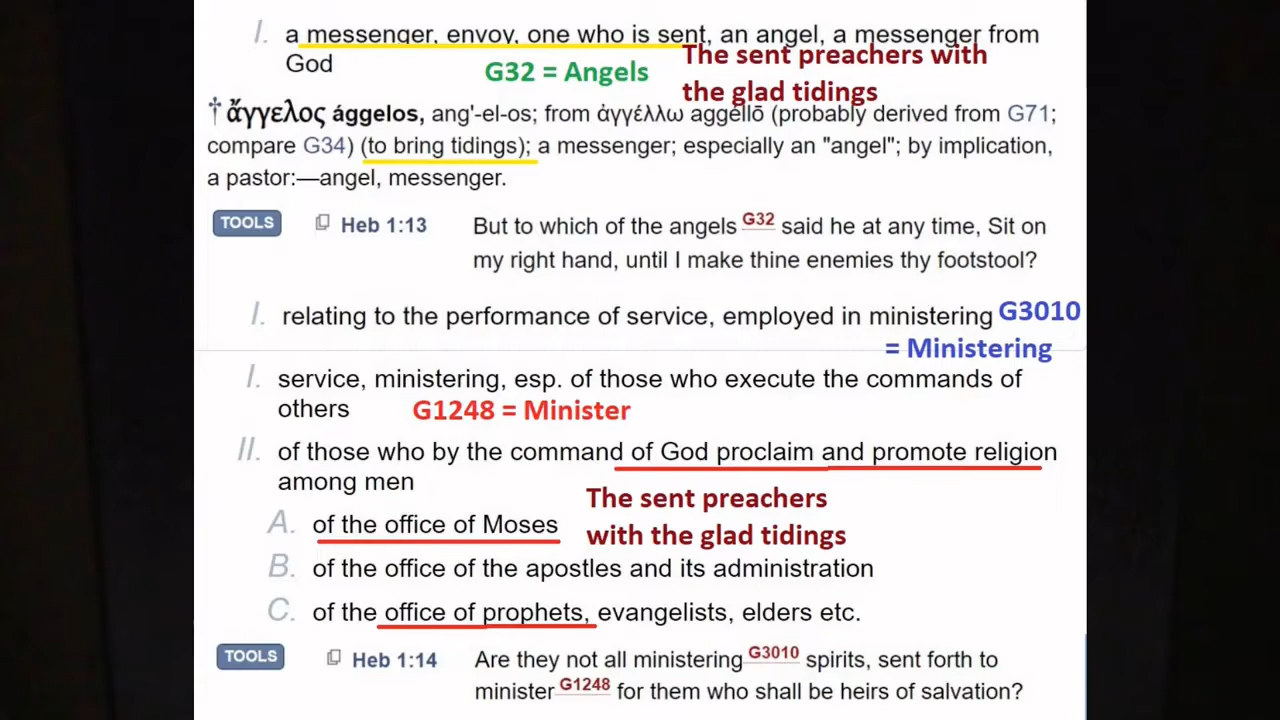 I. a messenger, envoy, one who is sent, an angel, a messenger from
God
G32 = Angels
The sent preachers with
the glad tidings
† ἄγγελος ággelos, ang'-el-os; from ἀγγέλλω aggéllō (probably derived from G71;
compare G34) (to bring tidings); a messenger; especially an "angel"; by implication,
a pastor:—angel, messenger.
TOOLS Heb 1:13 But to which of the angels G32 said he at any time, Sit on
my right hand, until I make thine enemies thy footstool?
I. relating to the performance of service, employed in ministering G3010
= Ministering
I. service, ministering, esp. of those who execute the commands of
others G1248 = Minister
II. of those who by the command of God proclaim and promote religion
among men
The sent preachers
with the glad tidings
A. of the office of Moses
B. of the office of the apostles and its administration
C. of the office of prophets, evangelists, elders etc.
TOOLS Heb 1:14 Are they not all ministering G3010 spirits, sent forth to
minister G1248 for them who shall be heirs of salvation?